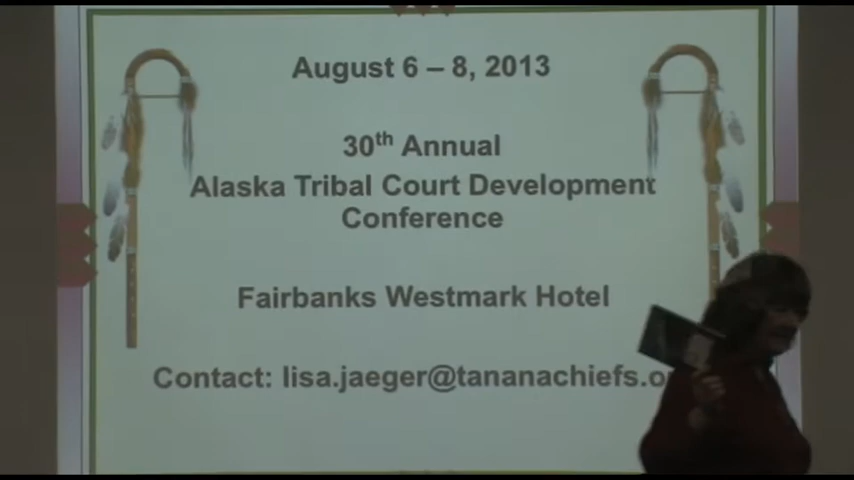 August 6 – 8, 2013
30th Annual
Alaska Tribal Court Development
Conference
Fairbanks Westmark Hotel
Contact: lisa.jaeger@tananachiefs.o